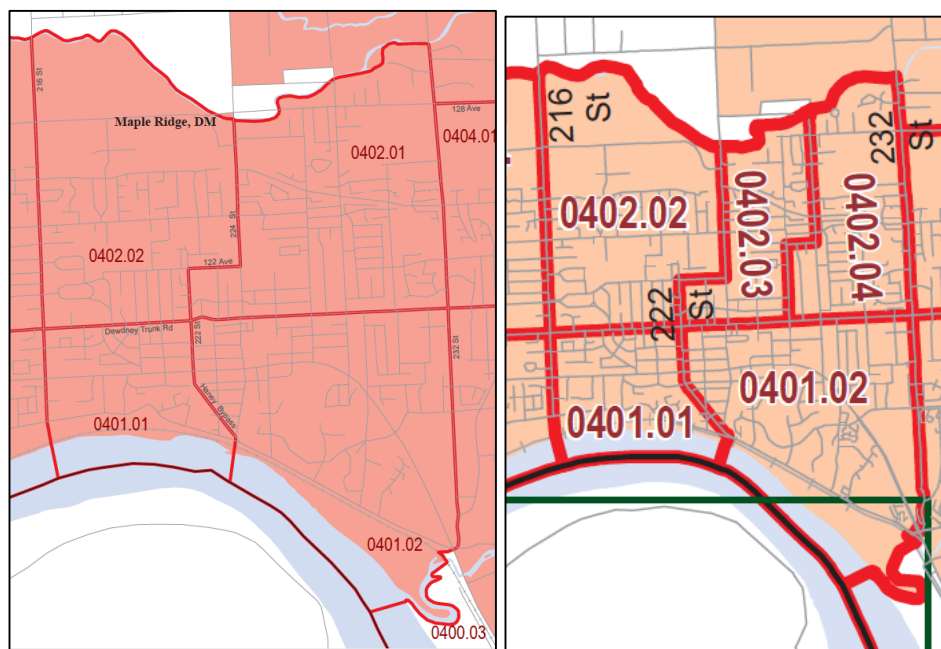 216 St
Maple Ridge, DM
128 Ave
0404.01
0402.01
224 St
0402.02
122 Ave
Dewdney Trunk Rd
222 St
232 St
Haney Bypass
0401.01
0401.02
0400.03
216
St
232
St
0402.02
0402.03
0402.04
222
St
0401.02
0401.01